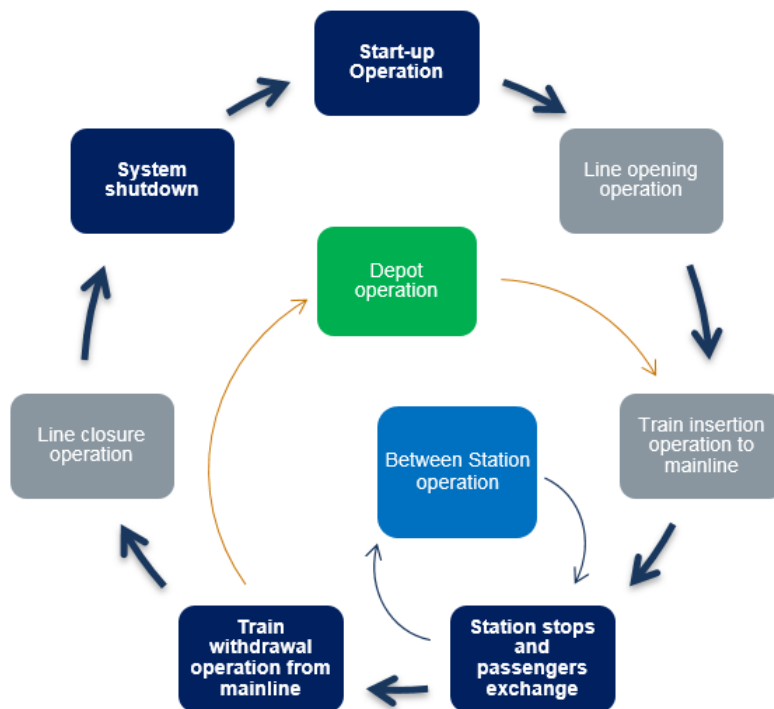 Start-up
Operation
System
shutdown
Line opening
operation
Depot
operation
Line closure
operation
Train insertion
operation to
mainline
Between Station
operation
Train
withdrawal
operation from
mainline
Station stops
and
passengers
exchange